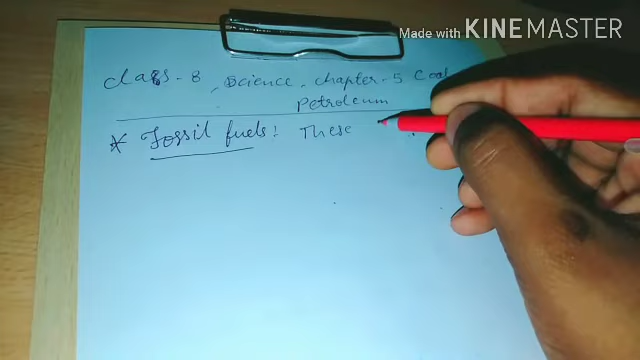 Made with KINEMASTER
Class - 8, Science, Chapter - 5 Coal
Petroleum
* Fossil fuels: These